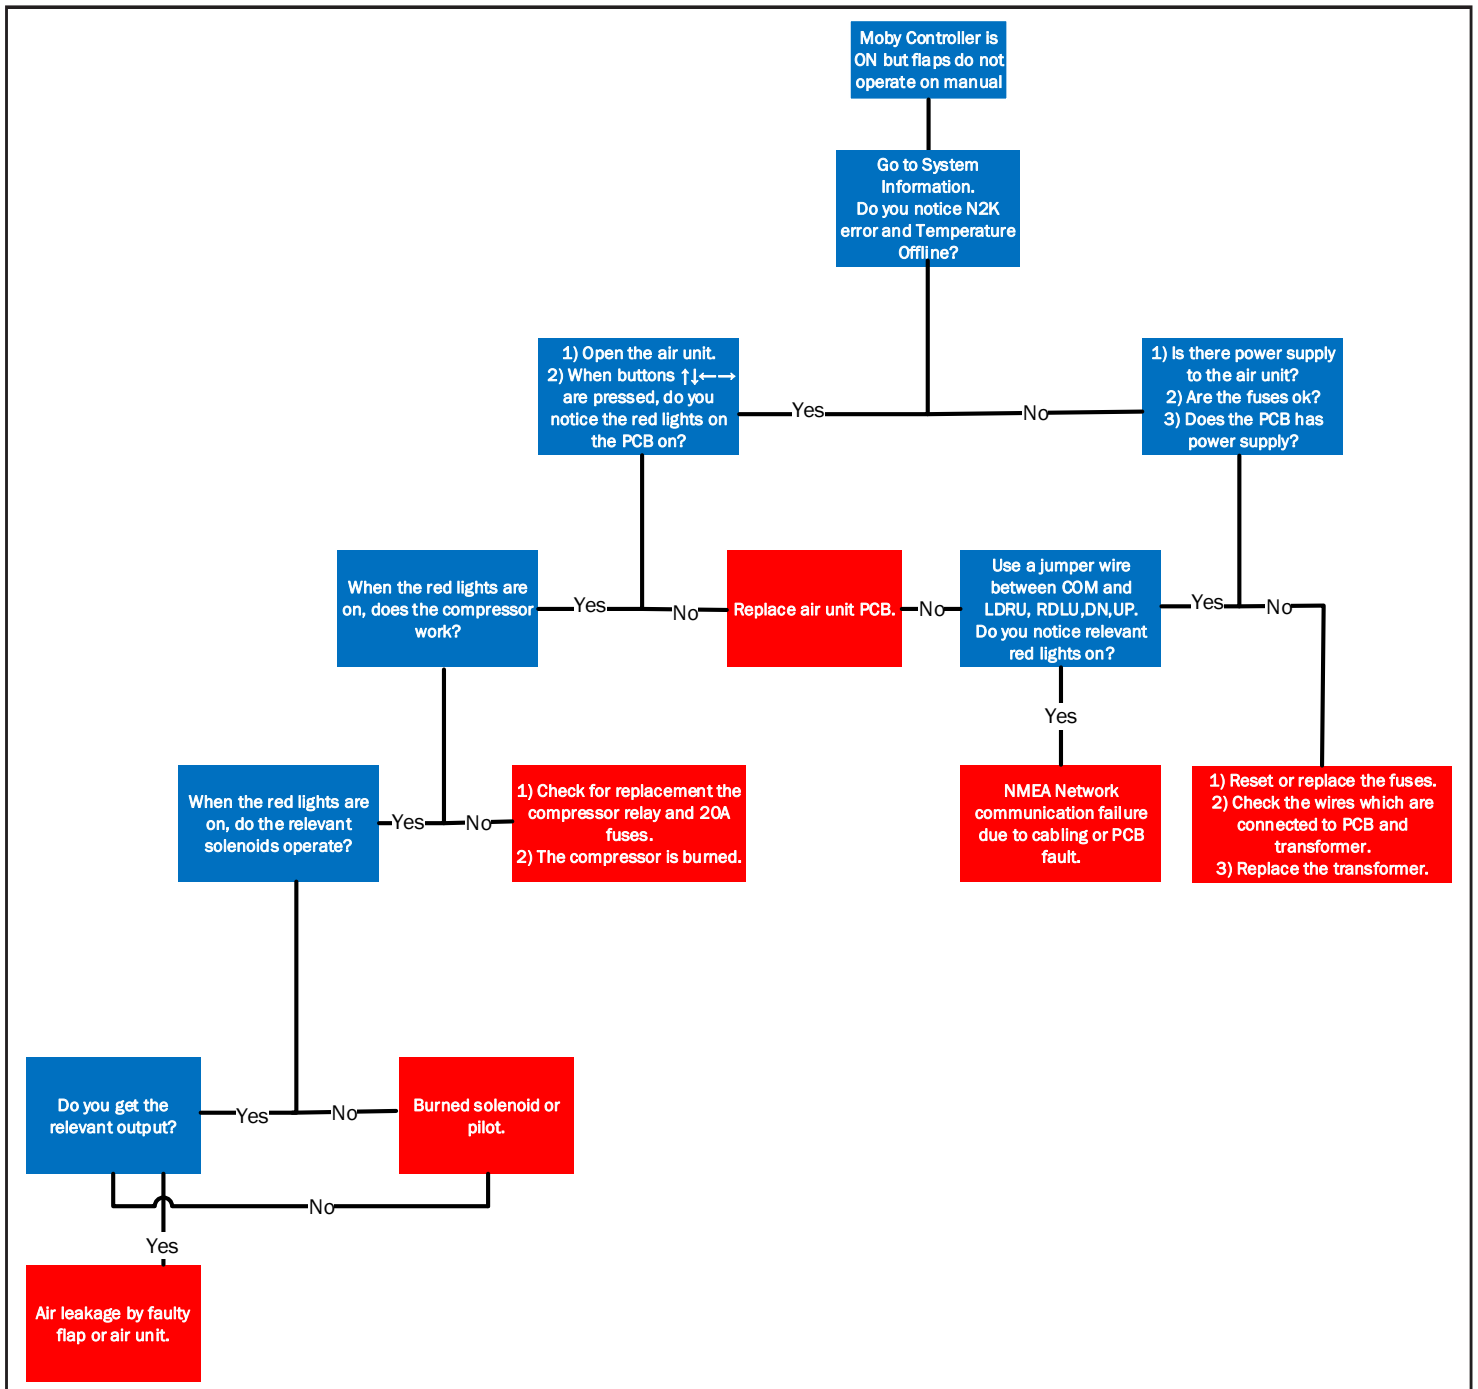 Moby Controller is
ON but flaps do not
operate on manual
Go to System
Information.
Do you notice N2K
error and Temperature
Offline?
1) Open the air unit.
2) When buttons ↑↓←→
are pressed, do you
notice the red lights on
the PCB on?
Yes
No
1) Is there power supply
to the air unit?
2) Are the fuses ok?
3) Does the PCB has
power supply?
When the red lights are
on, does the compressor
work?
Yes
No
Replace air unit PCB.
No
Use a jumper wire
between COM and
LDRU, RDLU,DN,UP.
Do you notice relevant
red lights on?
Yes
No
Yes
When the red lights are
on, do the relevant
solenoids operate?
Yes
No
1) Check for replacement the
compressor relay and 20A
fuses.
2) The compressor is burned.
NMEA Network
communication failure
due to cabling or PCB
fault.
1) Reset or replace the fuses.
2) Check the wires which are
connected to PCB and
transformer.
3) Replace the transformer.
Do you get the
relevant output?
Yes
No
Burned solenoid or
pilot.
No
Yes
Air leakage by faulty
flap or air unit.